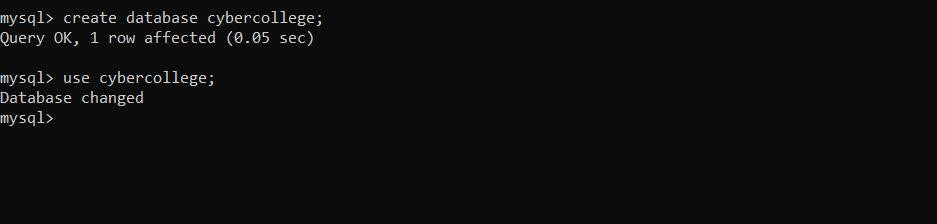 mysql> create database cybercollege;
Query OK, 1 row affected (0.05 sec)
mysql> use cybercollege;
Database changed
mysql>